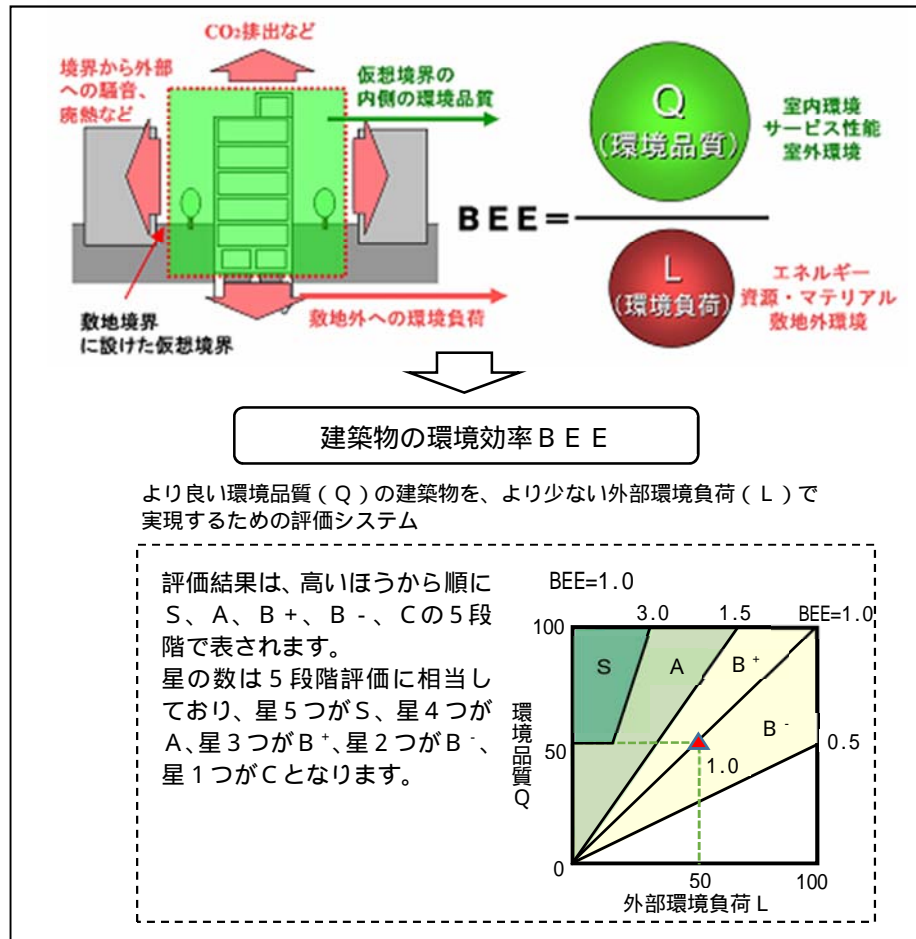 CO₂排出など
境界から外部
への騒音、
廃熱など
仮想境界の
内側の環境品質
敷地境界
に設けた仮想境界
敷地外への環境負荷
BEE=
Q
(環境品質)
室内環境
サービス性能
室外環境
L
(環境負荷)
エネルギー
資源・マテリアル
敷地外環境
建築物の環境効率BEE
より良い環境品質(Q)の建築物を、より少ない外部環境負荷(L)で
実現するための評価システム
評価結果は、高いほうから順に
S、A、B+、B-、Cの5段
階で表されます。
星の数は5段階評価に相当し
ており、星5つがS、星4つが
A、星3つがB⁺、星2つがB⁻、
星1つがCとなります。
BEE=1.0
3.0 1.5 BEE=1.0
100
S A B⁺
B⁻
環境品質Q
50
0.5
1.0
0
50 100
外部環境負荷L